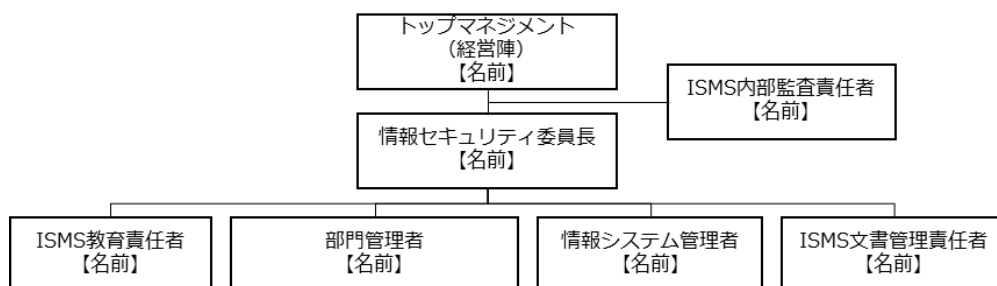 トップマネジメント
（経営陣）
【名前】
ISMS内部監査責任者
【名前】
情報セキュリティ委員長
【名前】
ISMS教育責任者
【名前】
部門管理者
【名前】
情報システム管理者
【名前】
ISMS文書管理責任者
【名前】